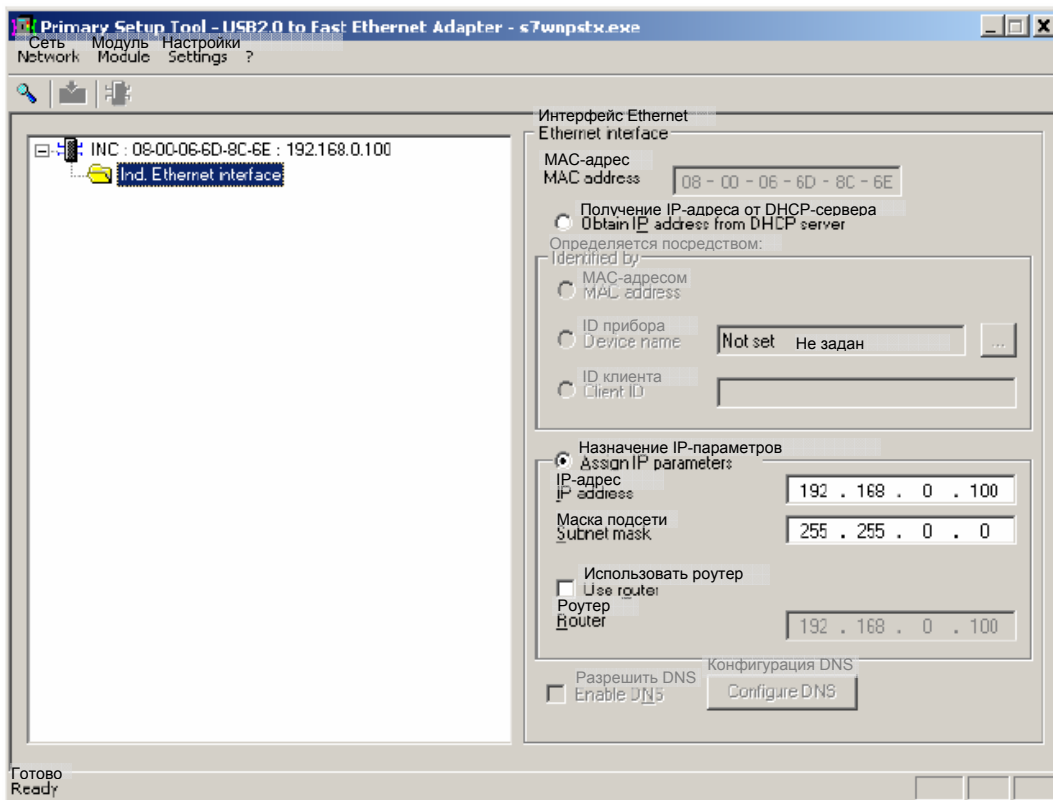 Primary Setup Tool - USB2.0 to Fast Ethernet Adapter - s7wnpstx.exe
Сеть Модуль Настройки
Network Module Settings ?
INC : 08-00-06-6D-8C-6E : 192.168.0.100
Ind. Ethernet interface
Интерфейс Ethernet
Ethernet interface
MAC-адрес
MAC address
08 - 00 - 06 - 6D - 8C - 6E
Получение IP-адреса от DHCP-сервера
Obtain IP address from DHCP server
Определяется посредством:
Identified by
MAC-адресом
MAC address
ID прибора
Device name
Not set Не задан
...
ID клиента
Client ID
Назначение IP-параметров
Assign IP parameters
IP-адрес
IP address
192 . 168 . 0 . 100
Маска подсети
Subnet mask
255 . 255 . 0 . 0
Использовать роутер
Use router
Роутер
Router
192 . 168 . 0 . 100
Разрешить DNS
Enable DNS
Конфигурация DNS
Configure DNS
Готово
Ready